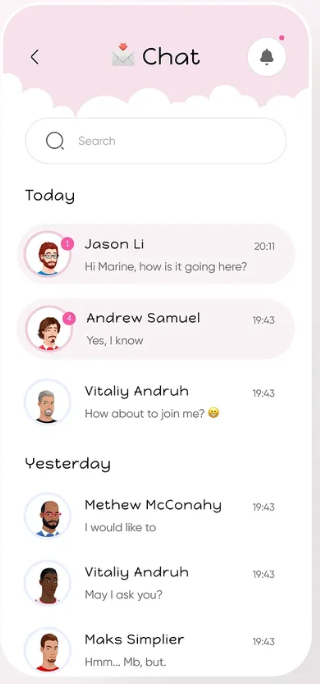 Chat
Search
Today
1
Jason Li
20:11
Hi Marine, how is it going here?
4
Andrew Samuel
19:43
Yes, I know
Vitaliy Andruh
19:43
How about to join me? 😄
Yesterday
Methew McConahy
19:43
I would like to
Vitaliy Andruh
19:43
May I ask you?
Maks Simplier
19:43
Hmm... Mb, but.